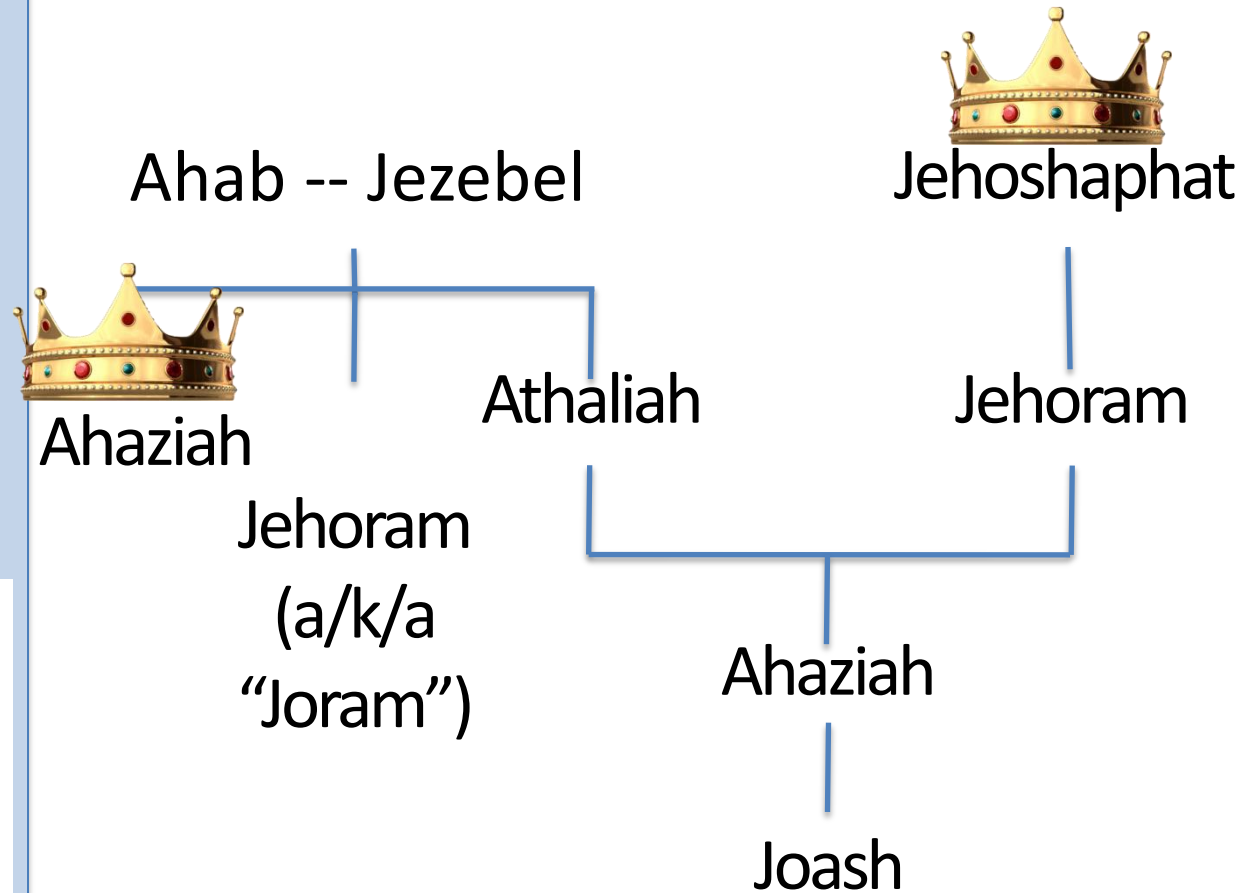 Ahab -- Jezebel
Jehoshaphat
Ahaziah
Athaliah
Jehoram
Jehoram
(a/k/a
“Joram”)
Ahaziah
Joash